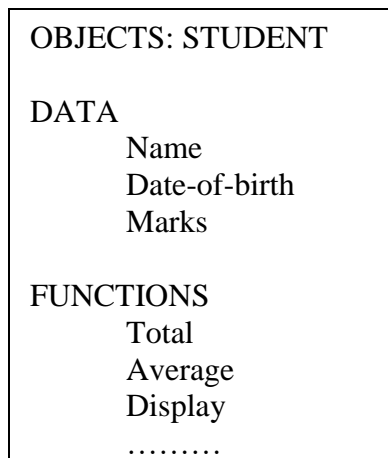 OBJECTS: STUDENT
DATA
Name
Date-of-birth
Marks
FUNCTIONS
Total
Average
Display
………